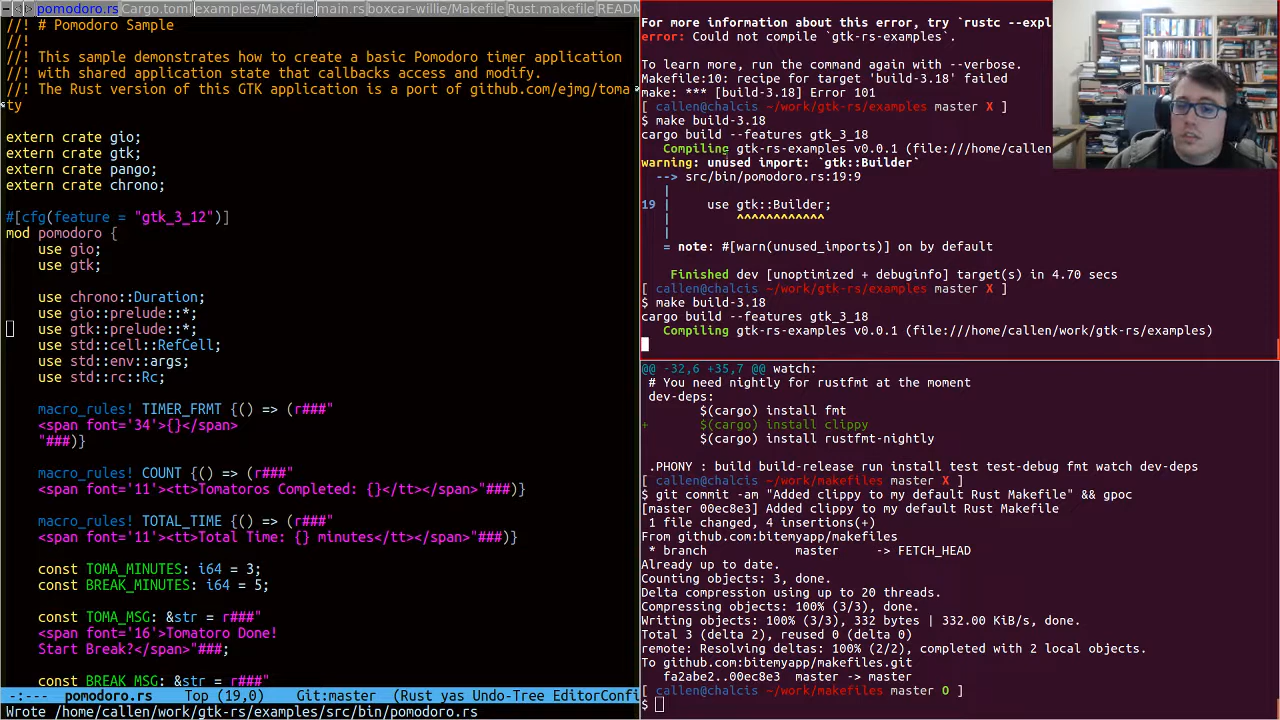 pomodoro.rs Cargo.toml examples/Makefile main.rs boxcar-willie/Makefile Rust.makefile README
//! # Pomodoro Sample
//!
//! This sample demonstrates how to create a basic Pomodoro timer application
//! with shared application state that callbacks access and modify.
//! The Rust version of this GTK application is a port of github.com/ejmg/toma
ty
extern crate gio;
extern crate gtk;
extern crate pango;
extern crate chrono;
#[cfg(feature = "gtk_3_12")]
mod pomodoro {
use gio;
use gtk;
use chrono::Duration;
use gio::prelude::*;
use gtk::prelude::*;
use std::cell::RefCell;
use std::env::args;
use std::rc::Rc;
macro_rules! TIMER_FRMT {() => (r###"
<span font='34'>{}</span>
"###)}
macro_rules! COUNT {() => (r###"
<span font='11'><tt>Tomatoros Completed: {}</tt></span>"###)}
macro_rules! TOTAL_TIME {() => (r###"
<span font='11'><tt>Total Time: {} minutes</tt></span>"###)}
const TOMA_MINUTES: i64 = 3;
const BREAK_MINUTES: i64 = 5;
const TOMA_MSG: &str = r###"
<span font='16'>Tomatoro Done!
Start Break?</span>"###;
const BREAK_MSG: &str = r###"
-:--- pomodoro.rs Top (19,0) Git:master (Rust yas Undo-Tree EditorConfi
Wrote /home/callen/work/gtk-rs/examples/src/bin/pomodoro.rs
For more information about this error, try `rustc --expl
error: Could not compile `gtk-rs-examples`.
To learn more, run the command again with --verbose.
Makefile:10: recipe for target 'build-3.18' failed
make: *** [build-3.18] Error 101
[ callen@chalcis ~/work/gtk-rs/examples master X ]
$ make build-3.18
cargo build --features gtk_3_18
Compiling gtk-rs-examples v0.0.1 (file:///home/callen
warning: unused import: `gtk::Builder`
--> src/bin/pomodoro.rs:19:9
|
19 | use gtk::Builder;
| ^^^^^^^^^^^^
|
= note: #[warn(unused_imports)] on by default
Finished dev [unoptimized + debuginfo] target(s) in 4.70 secs
[ callen@chalcis ~/work/gtk-rs/examples master X ]
$ make build-3.18
cargo build --features gtk_3_18
Compiling gtk-rs-examples v0.0.1 (file:///home/callen/work/gtk-rs/examples)
@@ -32,6 +35,7 @@ watch:
# You need nightly for rustfmt at the moment
dev-deps:
$(cargo) install fmt
+ $(cargo) install clippy
$(cargo) install rustfmt-nightly
.PHONY : build build-release run install test test-debug fmt watch dev-deps
[ callen@chalcis ~/work/makefiles master X ]
$ git commit -am "Added clippy to my default Rust Makefile" && gpoc
[master 00ec8e3] Added clippy to my default Rust Makefile
1 file changed, 4 insertions(+)
From github.com:bitemyapp/makefiles
* branch master -> FETCH_HEAD
Already up to date.
Counting objects: 3, done.
Delta compression using up to 20 threads.
Compressing objects: 100% (3/3), done.
Writing objects: 100% (3/3), 332 bytes | 332.00 KiB/s, done.
Total 3 (delta 2), reused 0 (delta 0)
remote: Resolving deltas: 100% (2/2), completed with 2 local objects.
To github.com:bitemyapp/makefiles.git
fa2abe2..00ec8e3 master -> master
[ callen@chalcis ~/work/makefiles master O ]
$